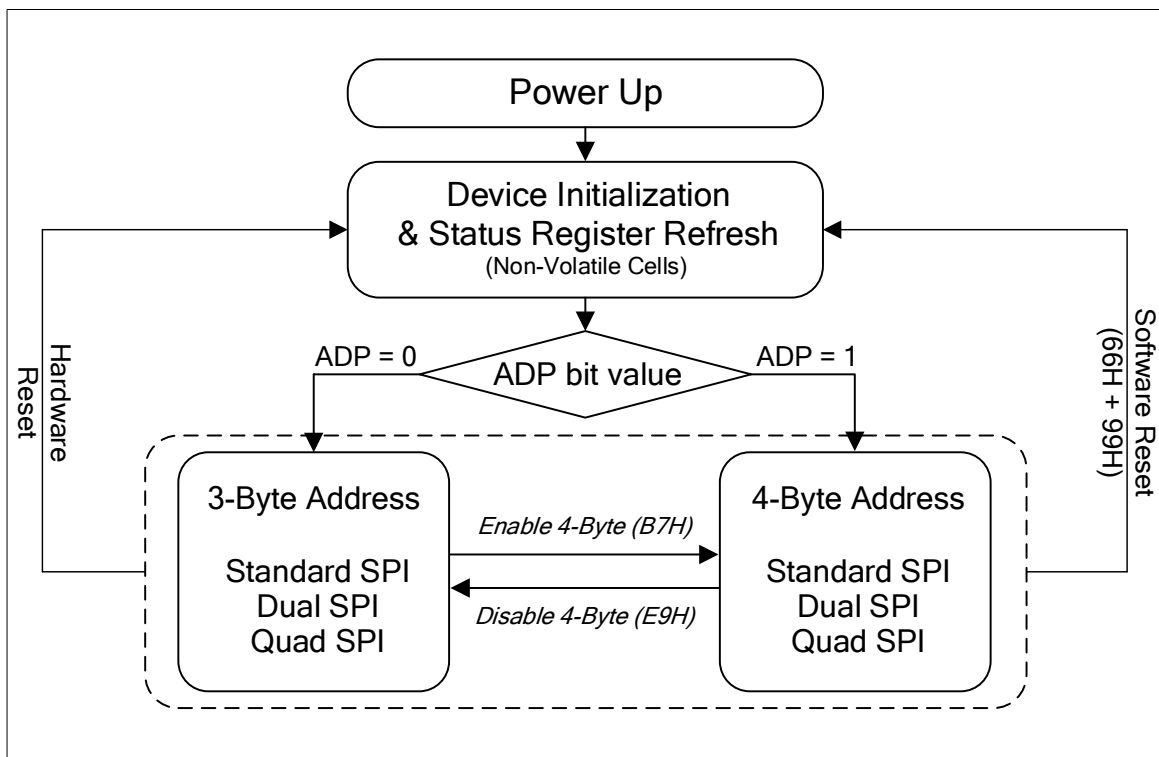 Power Up
Device Initialization
& Status Register Refresh
(Non-Volatile Cells)
Hardware
Reset
Software Reset
(66H + 99H)
ADP = 0
ADP bit value
ADP = 1
3-Byte Address
Standard SPI
Dual SPI
Quad SPI
Enable 4-Byte (B7H)
Disable 4-Byte (E9H)
4-Byte Address
Standard SPI
Dual SPI
Quad SPI